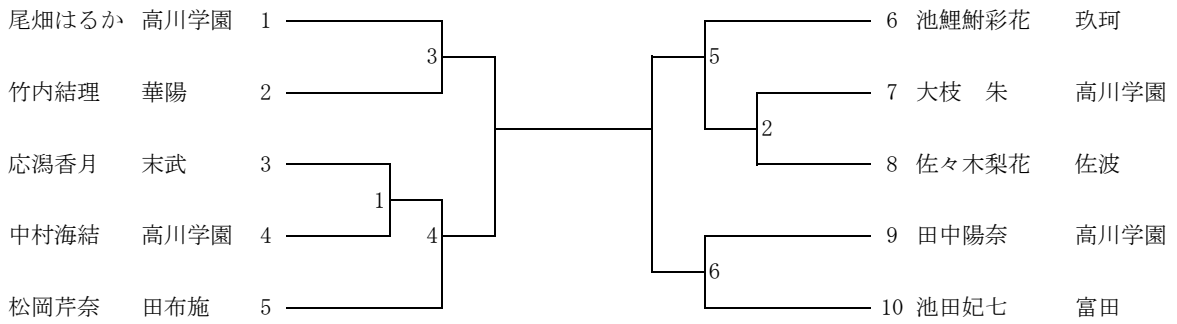 尾畑はるか 高川学園 1
竹内結理 華陽 2
応潟香月 末武 3
中村海結 高川学園 4
松岡芹奈 田布施 5
3
1
4
5
2
6
6 池鯉鮒彩花 玖珂
7 大枝 朱 高川学園
8 佐々木梨花 佐波
9 田中陽奈 高川学園
10 池田妃七 富田